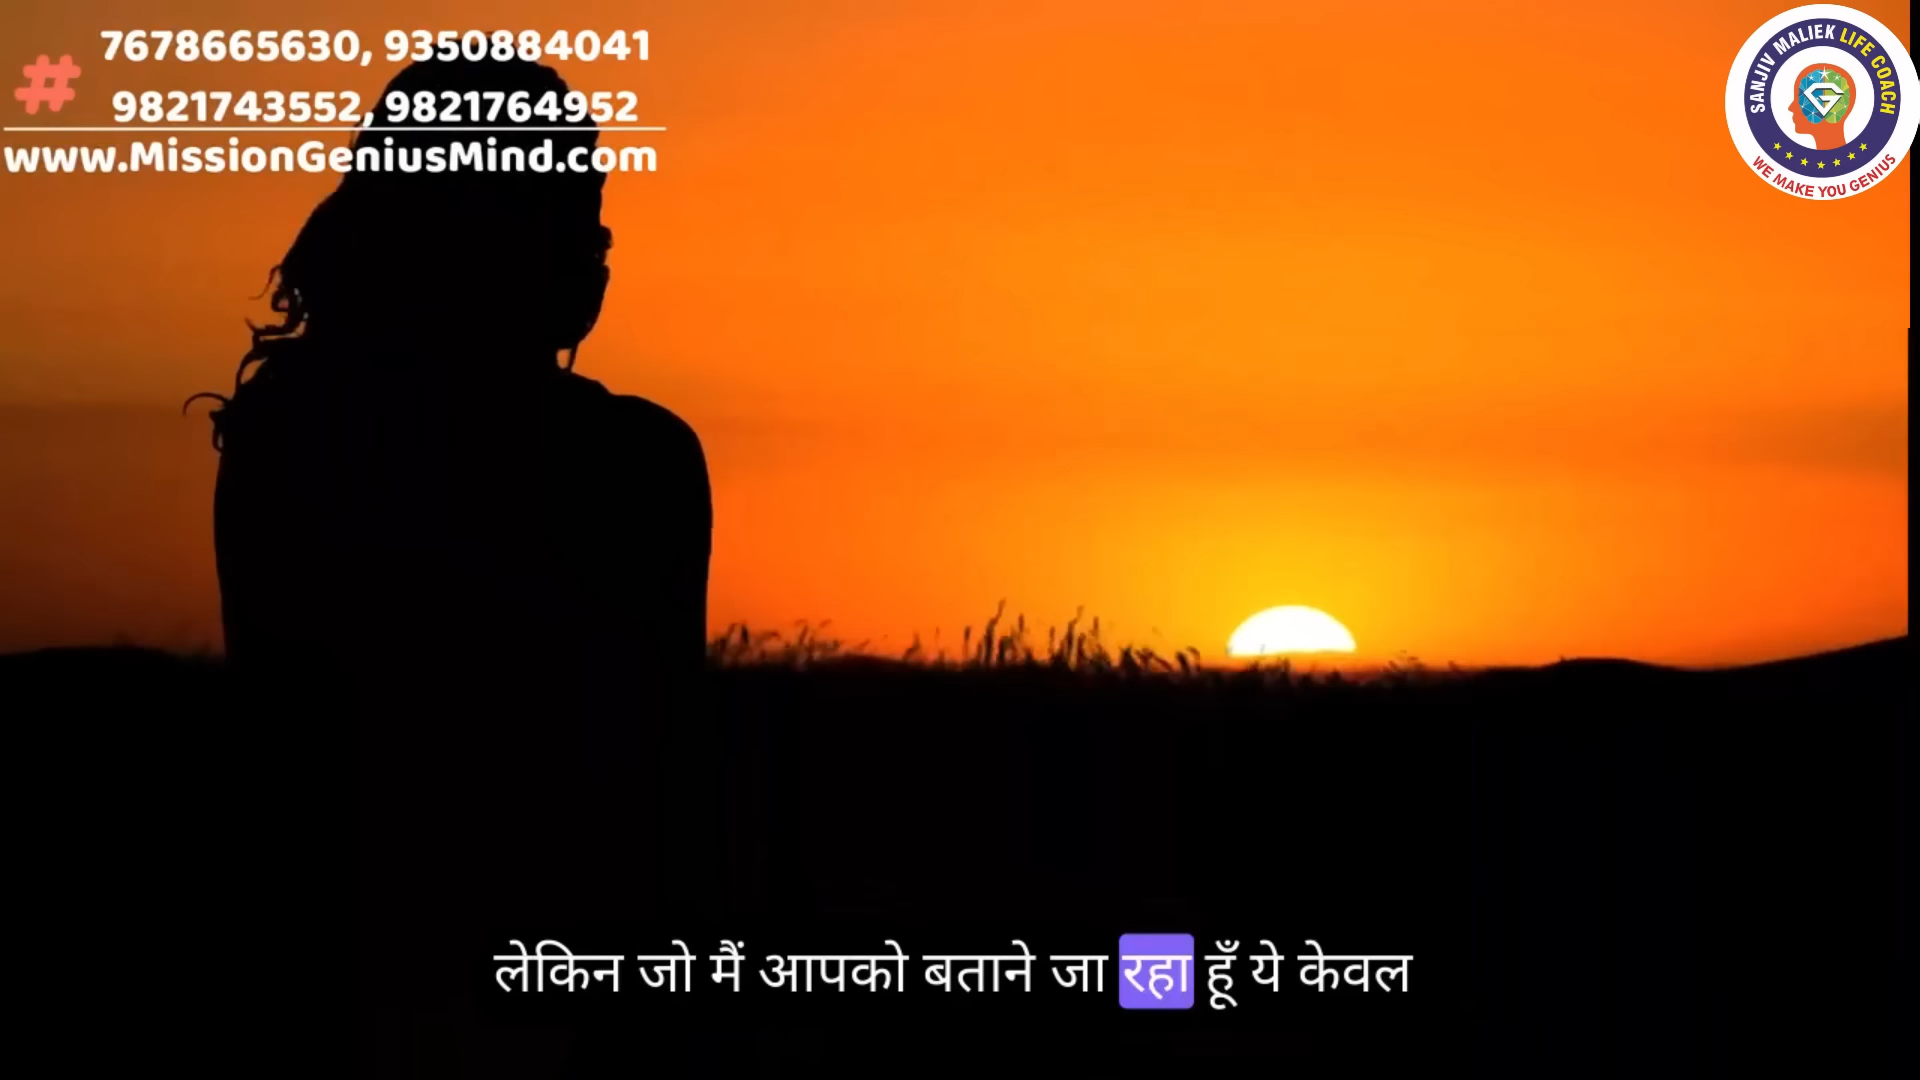 7678665630, 9350884041
#
9821743552, 9821764952
www.MissionGeniusMind.com
SANJIV MALIEK LIFE COACH
G
WE MAKE YOU GENIUS
लेकिन जो मैं आपको बताने जा रहा हूँ ये केवल